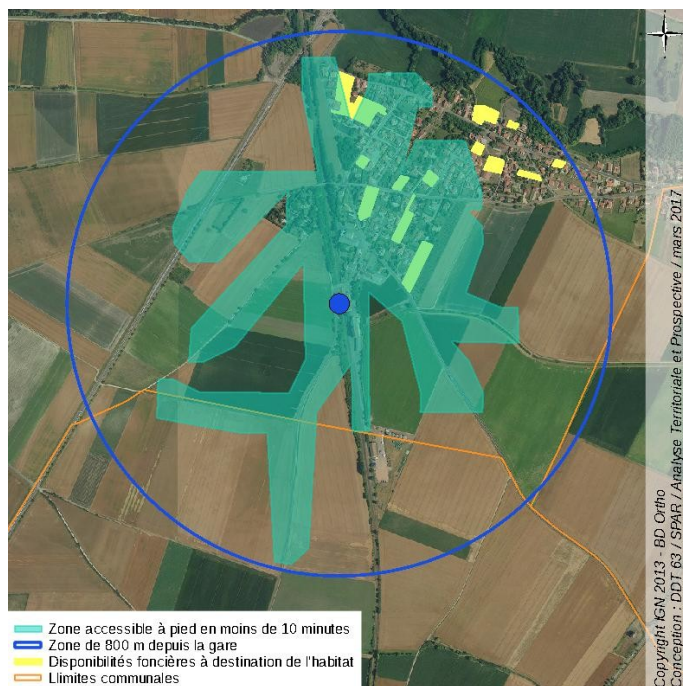 Zone accessible à pied en moins de 10 minutes
Zone de 800 m depuis la gare
Disponibilités foncières à destination de l'habitat
Llimites communales
Copyright IGN 2013 - BD Ortho
Conception : DDT 63 / SPAR / Analyse Territoriale et Prospective / mars 2017